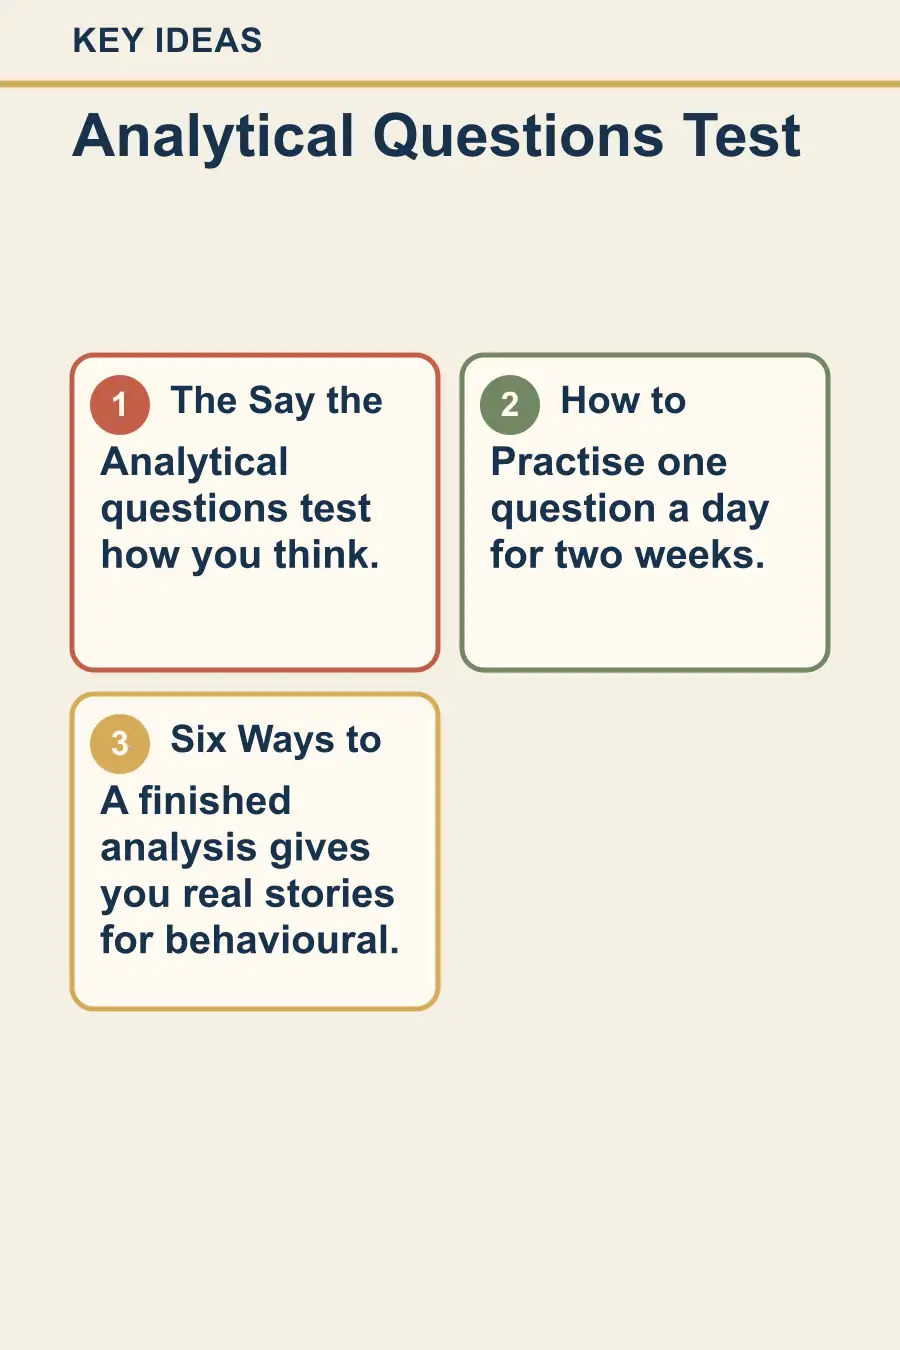 KEY IDEAS
Analytical Questions Test
1 The Say the
Analytical
questions test
how you think.
2 How to
Practise one
question a day
for two weeks.
3 Six Ways to
A finished
analysis gives
you real stories
for behavioural.